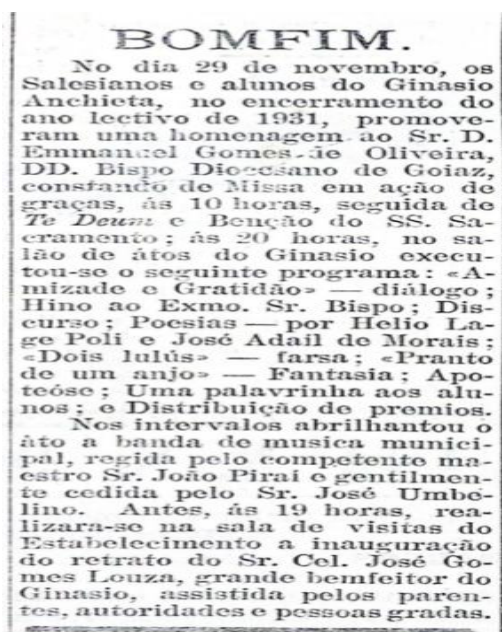 BOMFIM.
No dia 29 de novembro, os
Salesianos e alunos do Ginasio
Anchieta, no encerramento do
ano lectivo de 1931, promove-
ram uma homenagem ao Sr. D.
Emmanoel Gomes de Oliveira,
DD. Bispo Diocesano de Goiaz,
constando de Missa em ação de
graças, ás 10 horas, seguida de
Te Deum e Benção do SS. Sa-
cramento; ás 20 horas, no sa-
lão de átos do Ginasio execu-
tou-se o seguinte programa: «A-
mizade e Gratidão» — diálogo;
Hino ao Exmo. Sr. Bispo; Dis-
curso; Poesias — por Helio La-
ge Poli e José Adail de Morais;
«Dois lulús» — farsa; «Pranto
de um anjo» — Fantasia; Apo-
teóse; Uma palavrinha aos alu-
nos; e Distribuição de premios.
Nos intervalos abrilhantou o
áto a banda de musica munici-
pal, regida pelo competente ma-
estro Sr. João Piraí e gentilmen-
te cedida pelo Sr. José Umbe-
lino. Antes, ás 19 horas, rea-
lizara-se na sala de visitas do
Estabelecimento a inauguração
do retrato do Sr. Cel. José Go-
mes Louza, grande bemfeitor do
Ginasio, assistida pelos paren-
tes, autoridades e pessoas gradas.